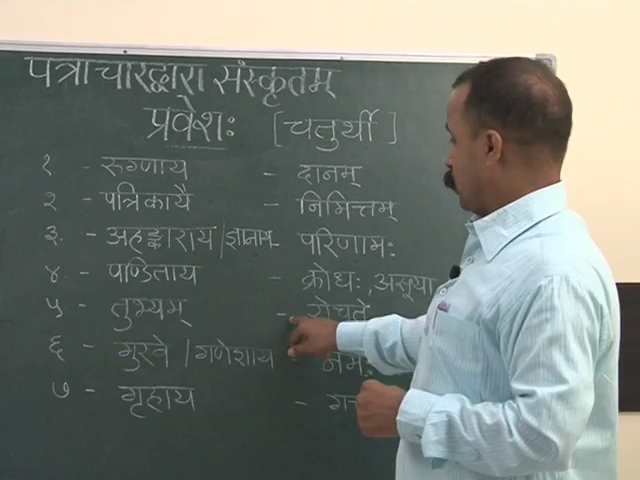 पत्राचारद्वारा संस्कृतम्
प्रवेशः [चतुर्थी]
१ - रुग्णाय - दानम्
२ - पत्रिकायै - निमित्तम्
३. - अहङ्काराय/ज्ञानाय - परिणामः
४. - पण्डिताय - क्रोधः, असूया
५ - तुभ्यम् - रोचते
६ - गुरवे/गणेशाय नमः
७ - गृहाय -